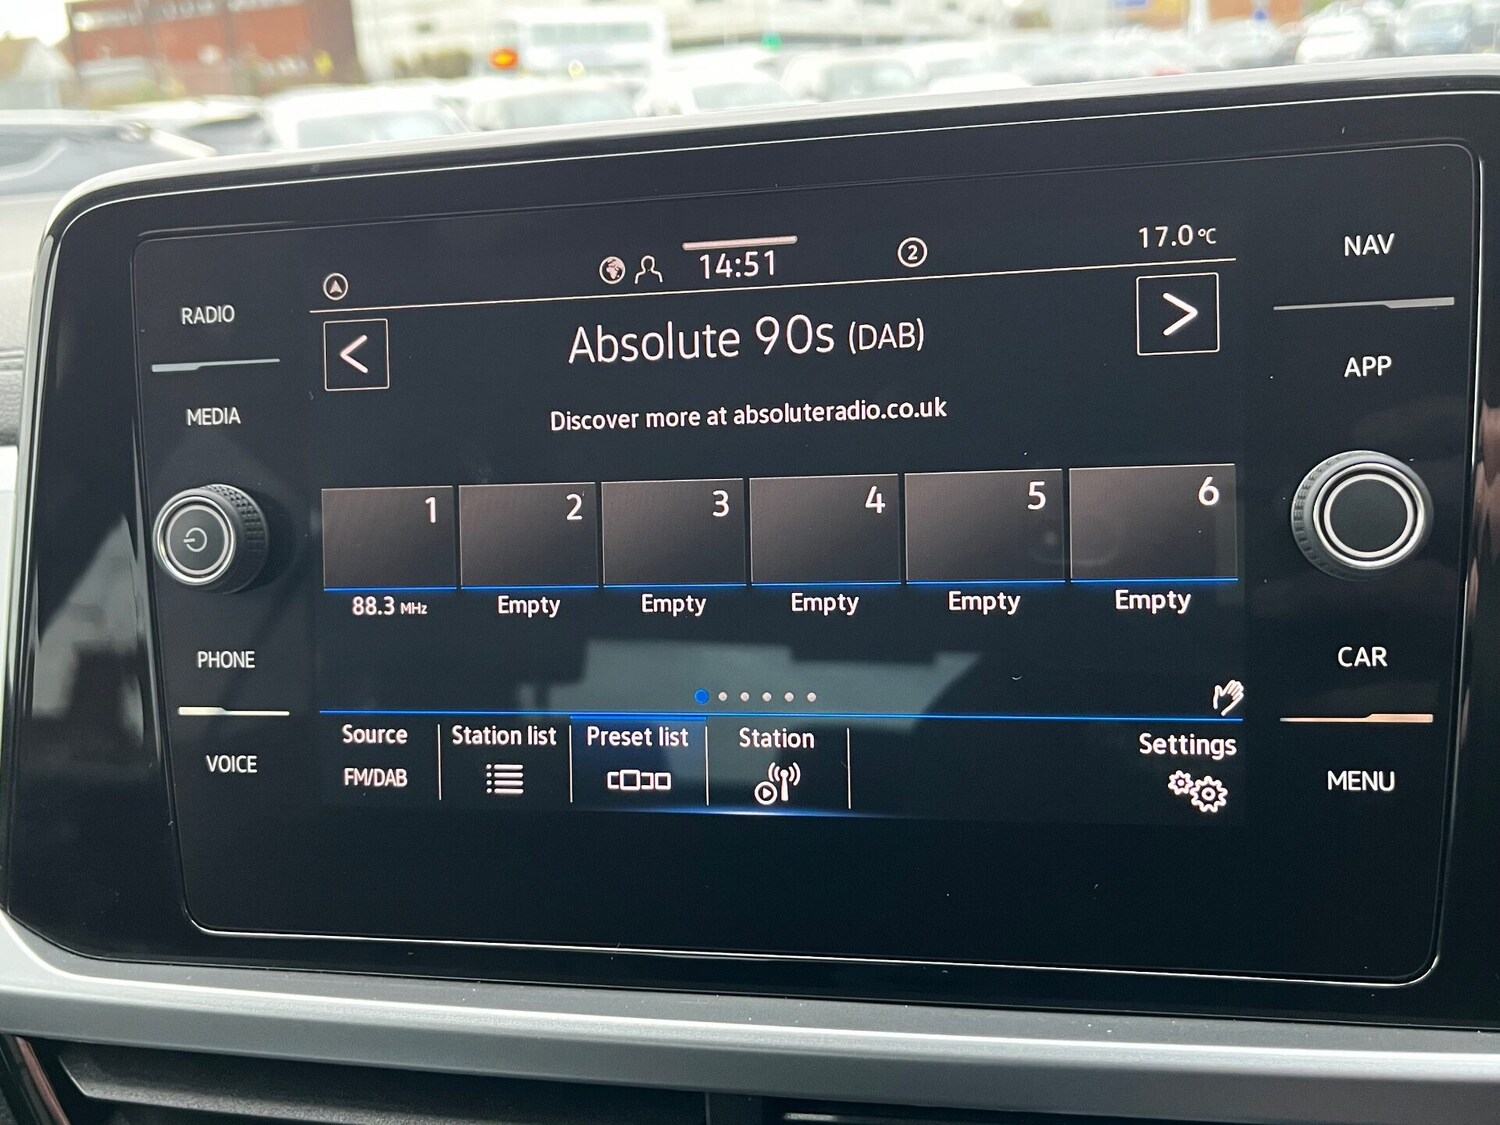 RADIO
MEDIA
PHONE
VOICE
14:51
2
17.0°C
<
Absolute 90s (DAB)
>
Discover more at absoluteradio.co.uk
1 2 3 4 5 6
88.3 MHz Empty Empty Empty Empty Empty
Source Station list Preset list Station Settings
FM/DAB
NAV
APP
CAR
MENU